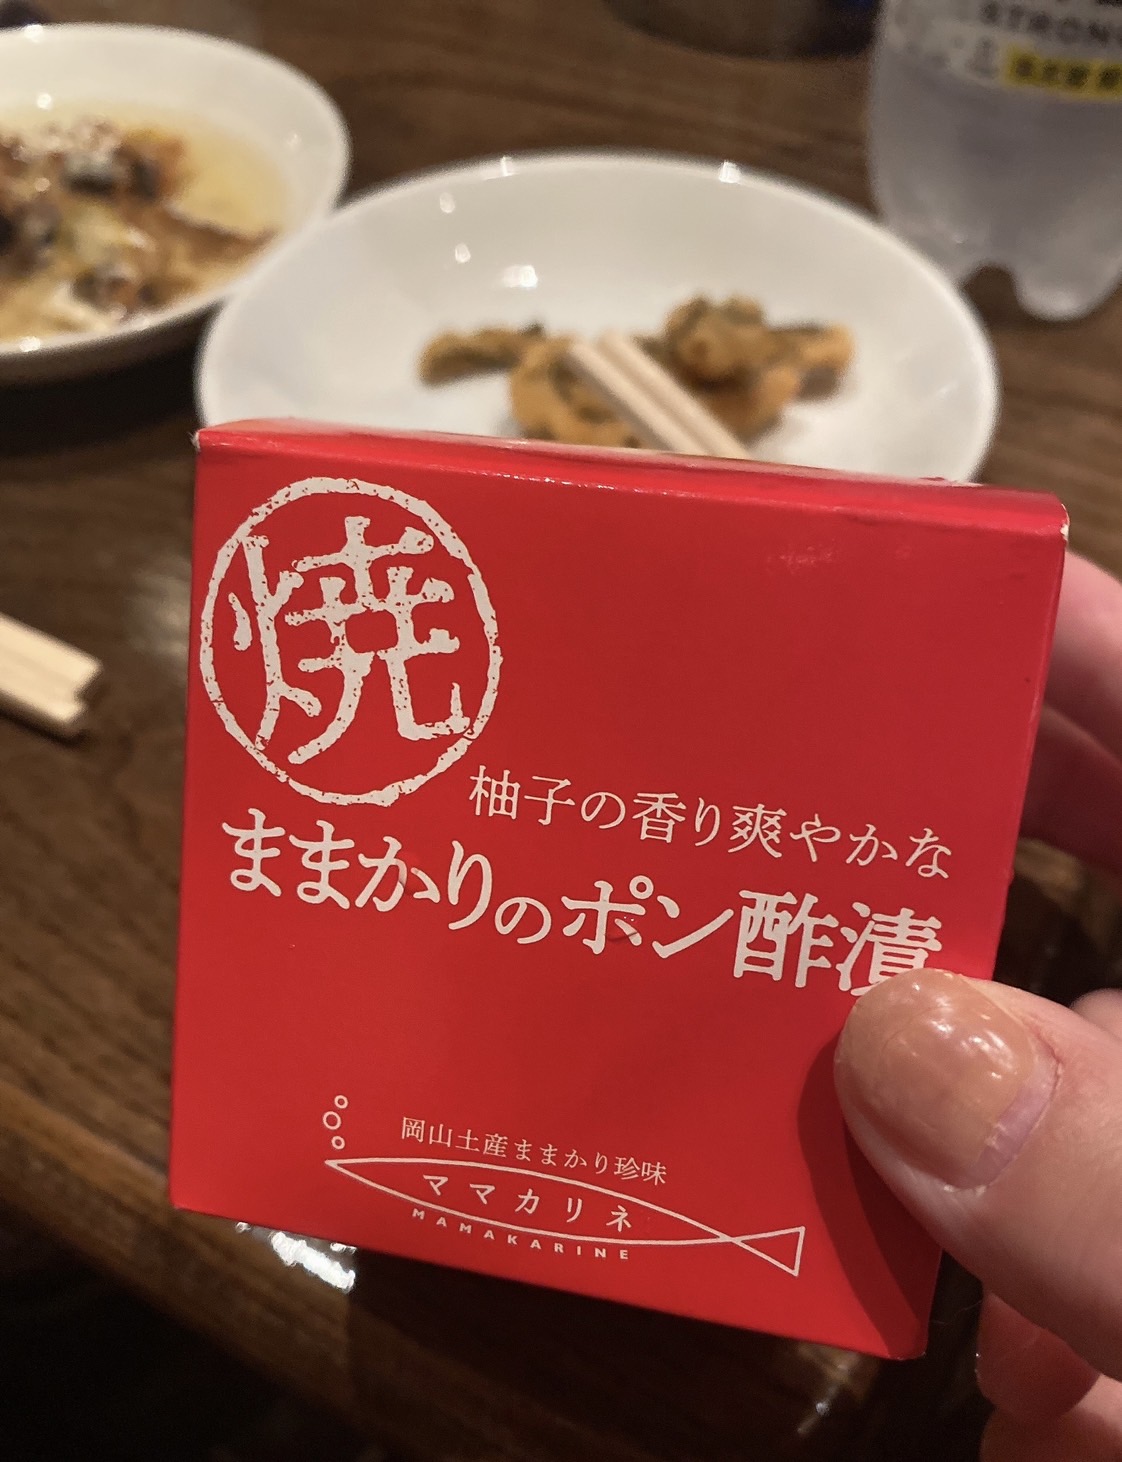 STRON
焼
柚子の香り爽やかな
ままかりのポン酢漬
岡山土産ままかり珍味
ママカリネ
MAMAKARINE